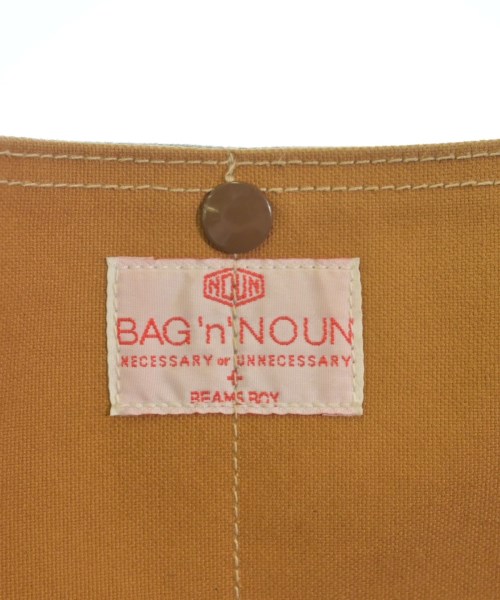 NOUN
BAG 'n' NOUN
NECESSARY or UNNECESSARY
+
BEAMS BOY